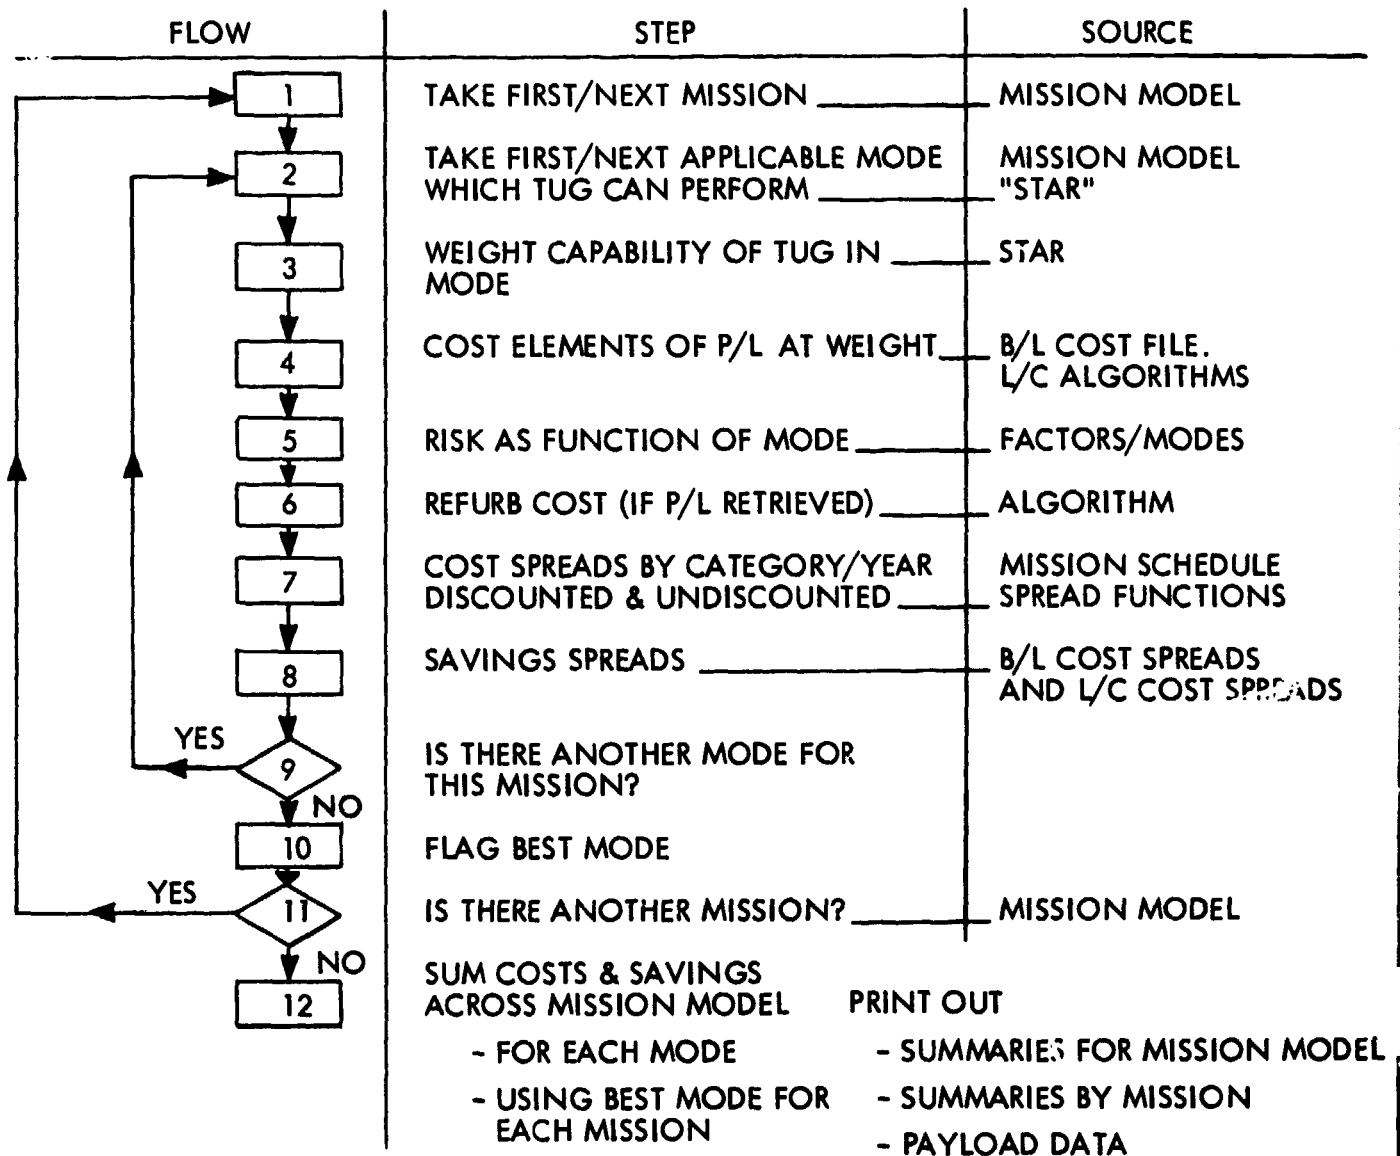 FLOW STEP SOURCE
1 TAKE FIRST/NEXT MISSION MISSION MODEL
2 TAKE FIRST/NEXT APPLICABLE MODE MISSION MODEL
WHICH TUG CAN PERFORM "STAR"
3 WEIGHT CAPABILITY OF TUG IN STAR
MODE
4 COST ELEMENTS OF P/L AT WEIGHT B/L COST FILE.
L/C ALGORITHMS
5 RISK AS FUNCTION OF MODE FACTORS/MODES
6 REFURB COST (IF P/L RETRIEVED) ALGORITHM
7 COST SPREADS BY CATEGORY/YEAR MISSION SCHEDULE
DISCOUNTED & UNDISCOUNTED SPREAD FUNCTIONS
8 SAVINGS SPREADS B/L COST SPREADS
AND L/C COST SPREADS
YES
9 IS THERE ANOTHER MODE FOR
THIS MISSION?
NO
10 FLAG BEST MODE
YES
11 IS THERE ANOTHER MISSION? MISSION MODEL
NO
12 SUM COSTS & SAVINGS
ACROSS MISSION MODEL PRINT OUT
- FOR EACH MODE - SUMMARIES FOR MISSION MODEL
- USING BEST MODE FOR - SUMMARIES BY MISSION
EACH MISSION - PAYLOAD DATA